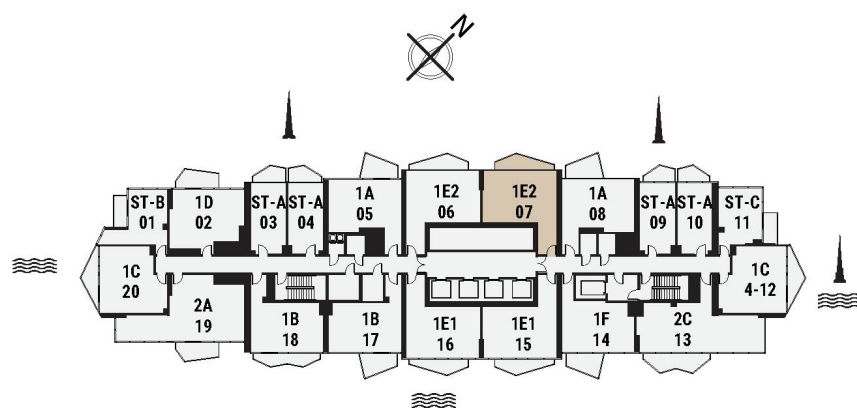 N
ST-B
01
1D
02
ST-A
03
ST-A
04
1A
05
1E2
06
1E2
07
1A
08
ST-A
09
ST-A
10
ST-C
11
1C
20
2A
19
1B
18
1B
17
1E1
16
1E1
15
1F
14
2C
13
1C
4-12